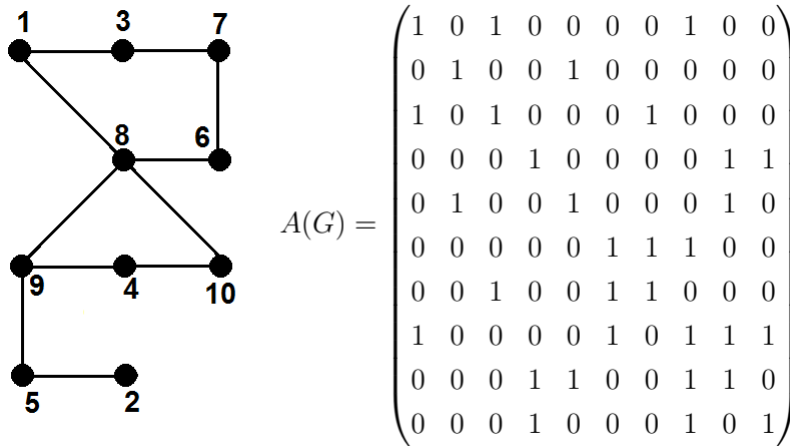 1 3 7
8 6
9 4 10
5 2
A(G) =
1 0 1 0 0 0 0 1 0 0
0 1 0 0 1 0 0 0 0 0
1 0 1 0 0 0 1 0 0 0
0 0 0 1 0 0 0 0 1 1
0 1 0 0 1 0 0 0 1 0
0 0 0 0 0 1 1 1 0 0
0 0 1 0 0 1 1 0 0 0
1 0 0 0 0 1 0 1 1 1
0 0 0 1 1 0 0 1 1 0
0 0 0 1 0 0 0 1 0 1